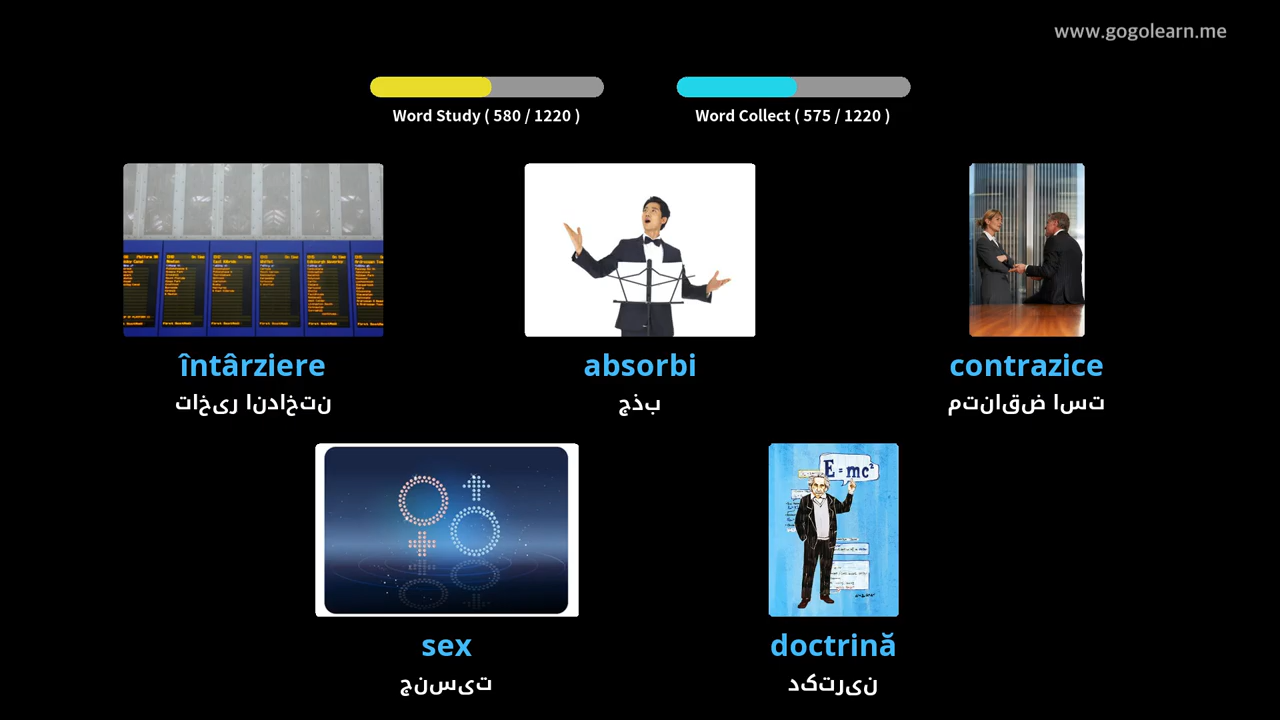 www.gogolearn.me
Word Study ( 580 / 1220 )
Word Collect ( 575 / 1220 )
întârziere
absorbi
contrazice
تاخیر انداختن
جذب
متناقض است
E = mc²
sex
doctrină
جنسیت
دکترین